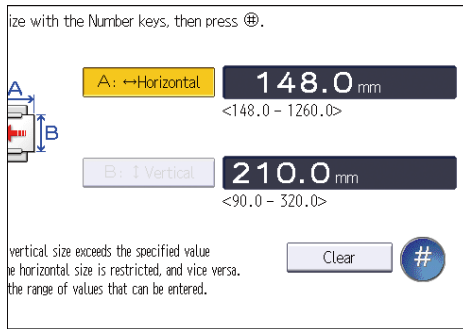 ize with the Number keys, then press ⌗.
A
B
A: ↔Horizontal
148.0 mm
<148.0 - 1260.0>
B: ↕ Vertical
210.0 mm
<90.0 - 320.0>
vertical size exceeds the specified value
e horizontal size is restricted, and vice versa.
the range of values that can be entered.
Clear
#